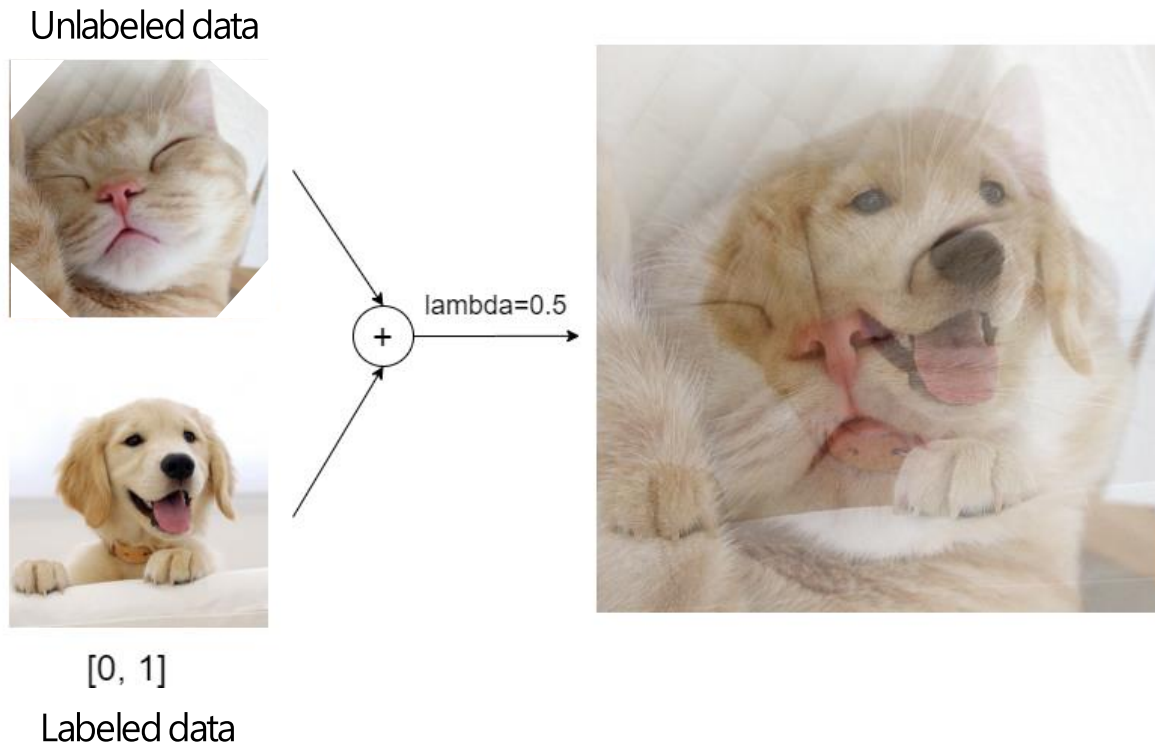 Unlabeled data
lambda=0.5
+
[0, 1]
Labeled data